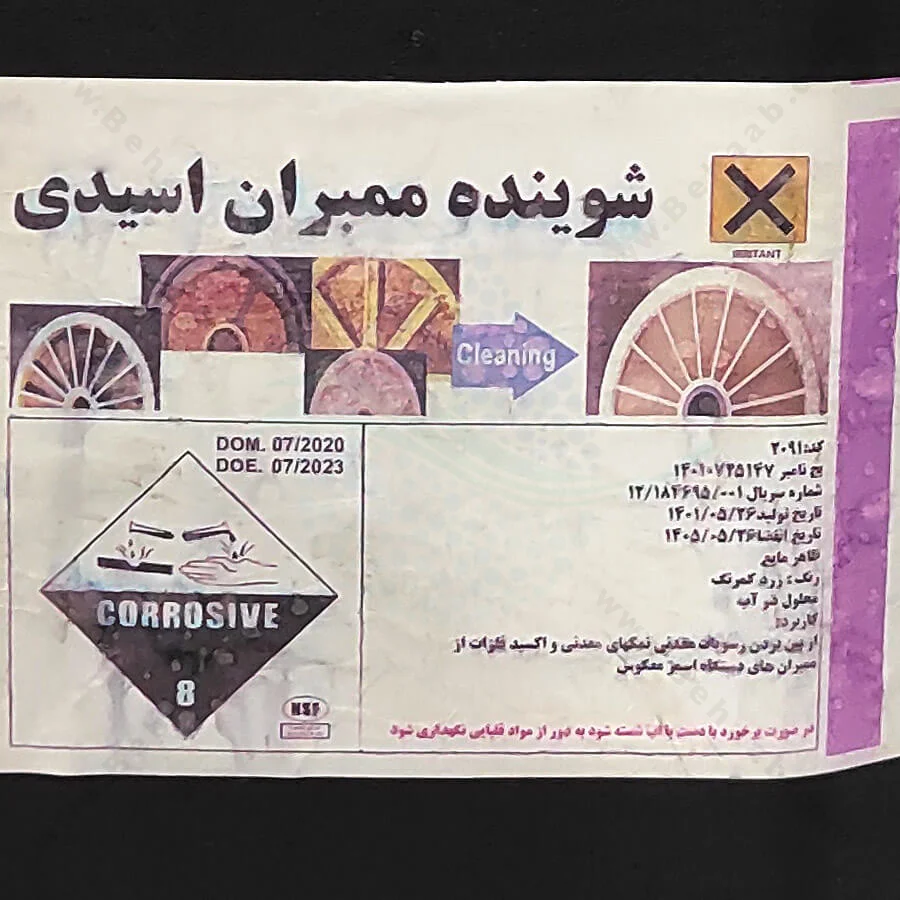 شوینده ممبران اسیدی
IRRITANT
Cleaning
DOM. 07/2020
DOE. 07/2023
CORROSIVE
8
NSF
کد: ۲۰۹۱
بچ نامبر ۱۴۰۱۰۷۲۵۱۴۷
شماره سریال ۱۲/۱۸۴۶۹۵/۰۰۱
تاریخ تولید ۱۴۰۱/۰۵/۲۶
تاریخ انقضا ۱۴۰۵/۰۵/۲۶
ظاهر مایع
رنگ : زرد کمرنگ
محلول در آب
کاربرد:
از بین بردن رسوبات معدنی نمکهای معدنی و اکسید فلزات از
ممبران های دستگاه اسمز معکوس
در صورت برخورد با دست با آب شسته شود به دور از مواد قلیایی نگهداری شود